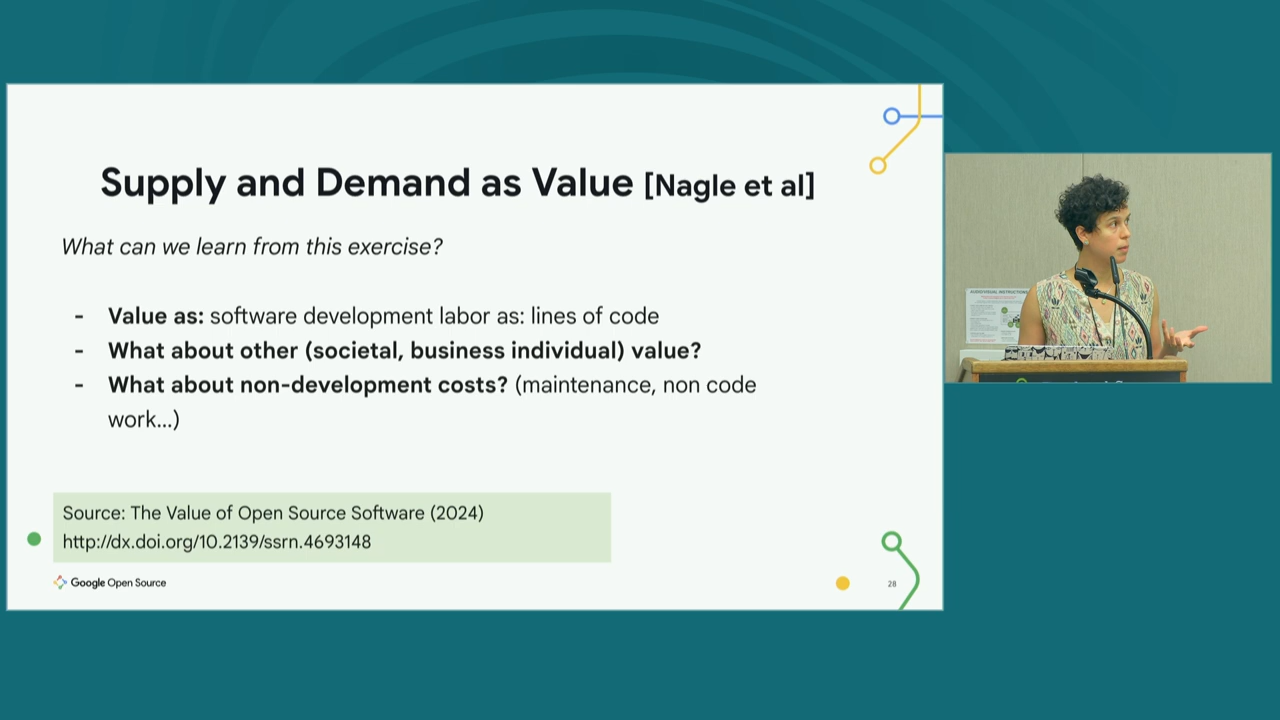 Supply and Demand as Value [Nagle et al]
What can we learn from this exercise?
- Value as: software development labor as: lines of code
- What about other (societal, business individual) value?
- What about non-development costs? (maintenance, non code
work...)
Source: The Value of Open Source Software (2024)
http://dx.doi.org/10.2139/ssrn.4693148
Google Open Source
28
AUDIOVISUAL INSTRUCTIONS